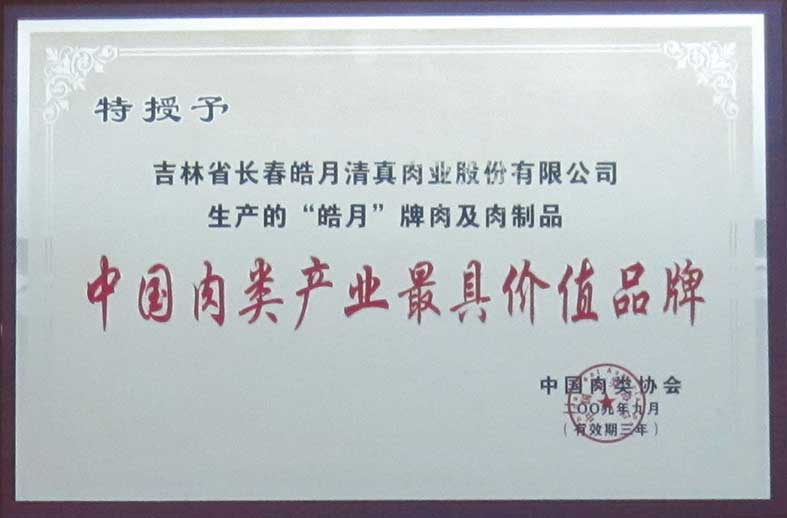 特授予
吉林省长春皓月清真肉业股份有限公司
生产的“皓月”牌肉及肉制品
中国肉类产业最具价值品牌
中国肉类协会
二〇〇九年九月
（有效期三年）